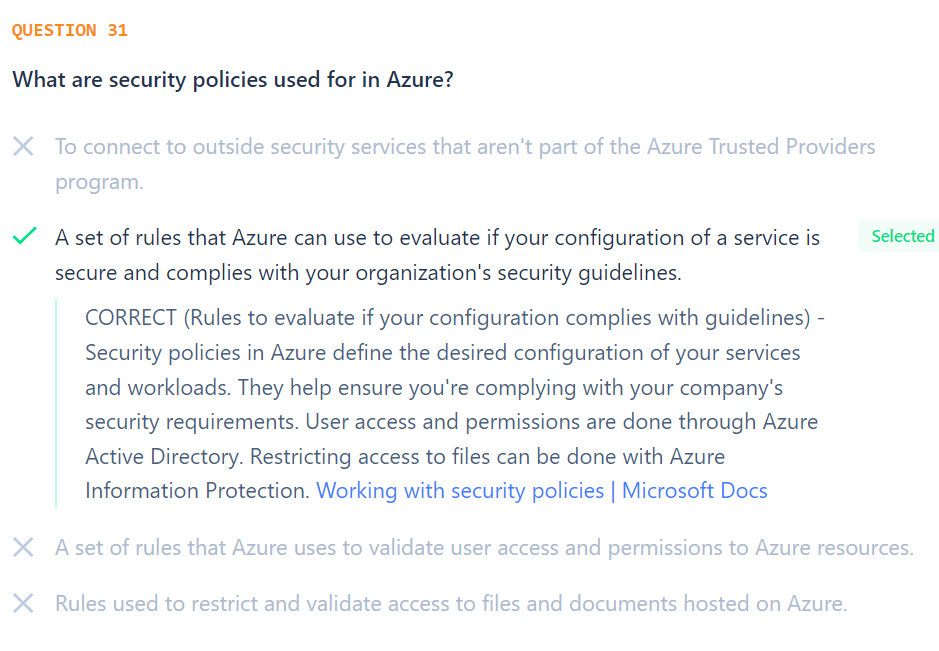 QUESTION 31
What are security policies used for in Azure?
To connect to outside security services that aren't part of the Azure Trusted Providers
program.
A set of rules that Azure can use to evaluate if your configuration of a service is
Selected
secure and complies with your organization's security guidelines.
CORRECT (Rules to evaluate if your configuration complies with guidelines) -
Security policies in Azure define the desired configuration of your services
and workloads. They help ensure you're complying with your company's
security requirements. User access and permissions are done through Azure
Active Directory. Restricting access to files can be done with Azure
Information Protection. Working with security policies | Microsoft Docs
A set of rules that Azure uses to validate user access and permissions to Azure resources.
Rules used to restrict and validate access to files and documents hosted on Azure.